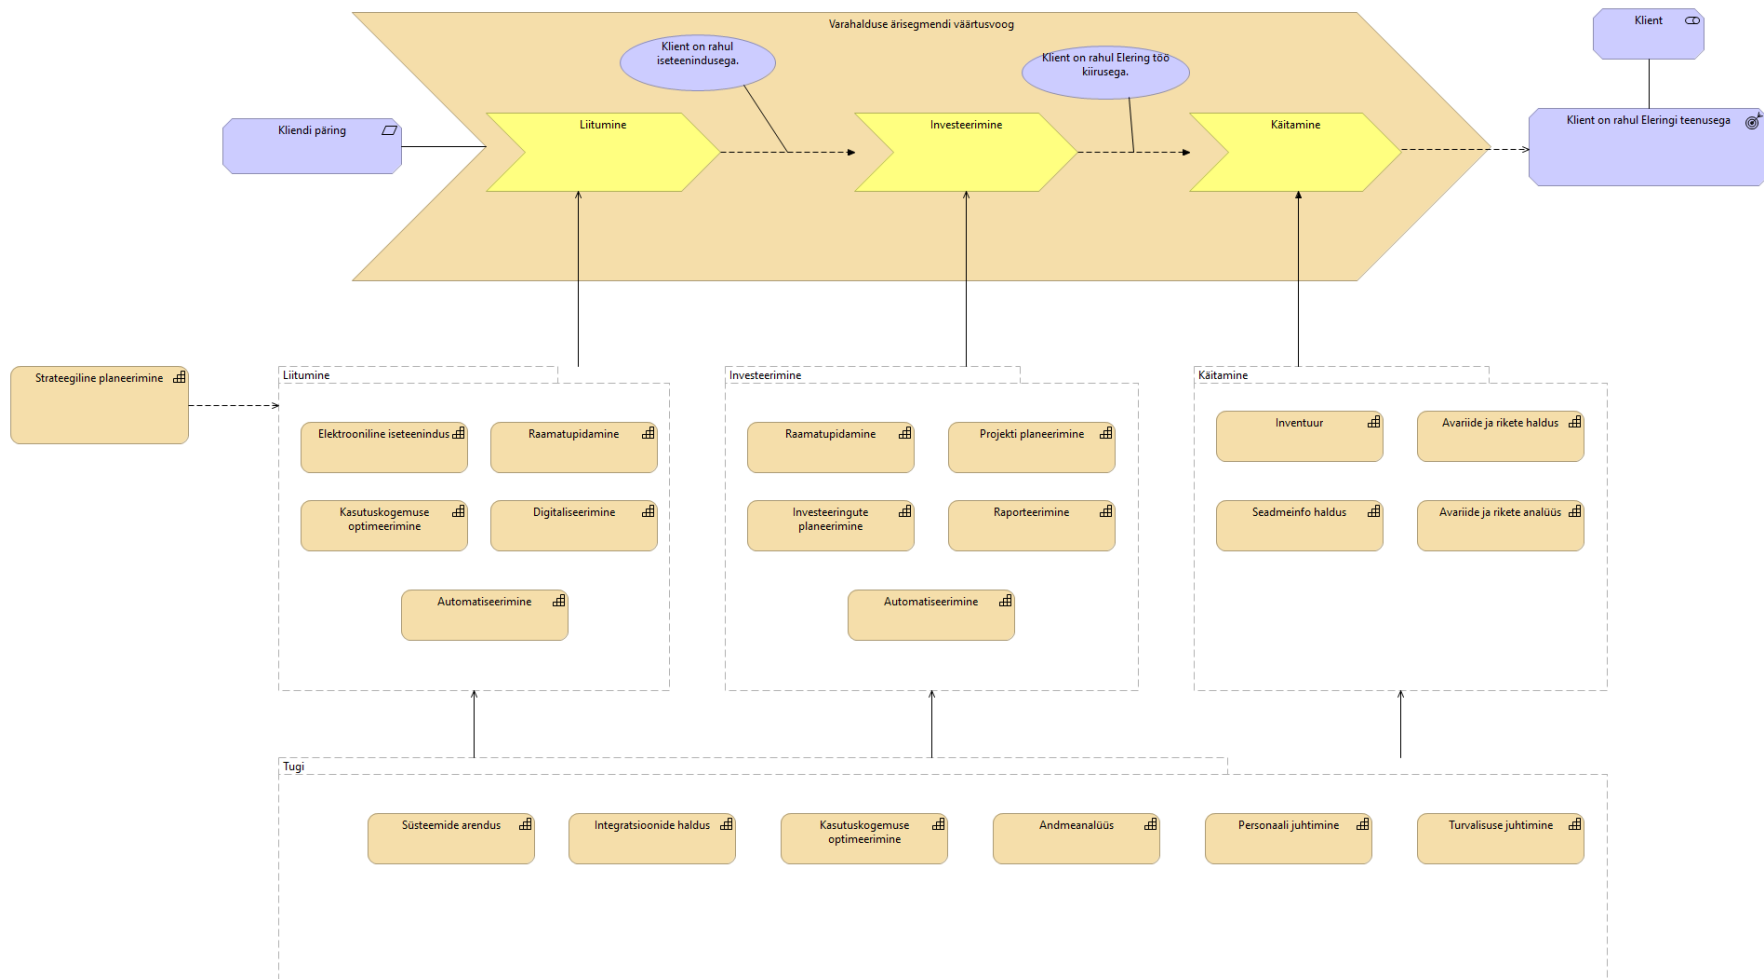 Varahalduse ärisegmendi väärtusvoog
Klient
Klient on rahul
iseteenindusega.
Klient on rahul Elering töö
kiirusega.
Kliendi päring
Liitumine
Investeerimine
Käitamine
Klient on rahul Eleringi teenusega
Strateegiline planeerimine
Liitumine
Elektrooniline iseteenindus
Raamatupidamine
Kasutuskogemuse
optimeerimine
Digitaliseerimine
Automatiseerimine
Investeerimine
Raamatupidamine
Projekti planeerimine
Investeeringute
planeerimine
Raporteerimine
Automatiseerimine
Käitamine
Inventuur
Avariide ja rikete haldus
Seadmeinfo haldus
Avariide ja rikete analüüs
Tugi
Süsteemide arendus
Integratsioonide haldus
Kasutuskogemuse
optimeerimine
Andmeanalüüs
Personaali juhtimine
Turvalisuse juhtimine